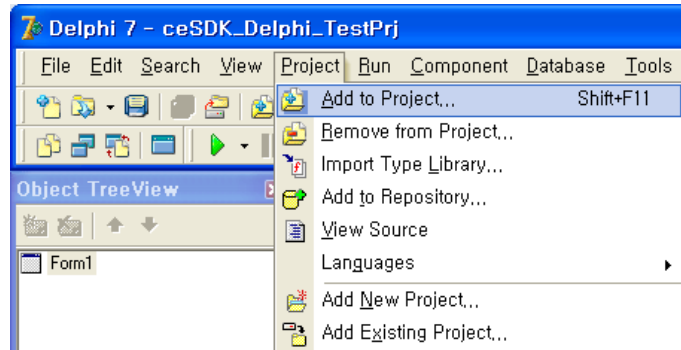 Delphi 7 - ceSDK_Delphi_TestPrj
File Edit Search View Project Run Component Database Tools
Add to Project... Shift+F11
Remove from Project...
Import Type Library...
Object TreeView
Add to Repository...
View Source
Form1
Languages
Add New Project...
Add Existing Project...